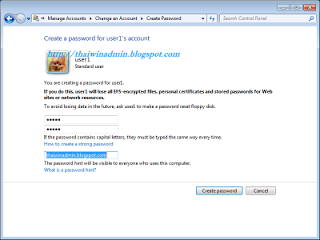 Manage Accounts ▸ Change an Account ▸ Create Password
Search Control Panel
Create a password for user1's account
http://thaiwinadmin.blogspot.com
user1
Standard user
You are creating a password for user1.
If you do this, user1 will lose all EFS-encrypted files, personal certificates and stored passwords for Web
sites or network resources.
To avoid losing data in the future, ask user1 to make a password reset floppy disk.
•••••
•••••
If the password contains capital letters, they must be typed the same way every time.
How to create a strong password
thaiwinadmin.blogspot.com
The password hint will be visible to everyone who uses this computer.
What is a password hint?
Create password
Cancel